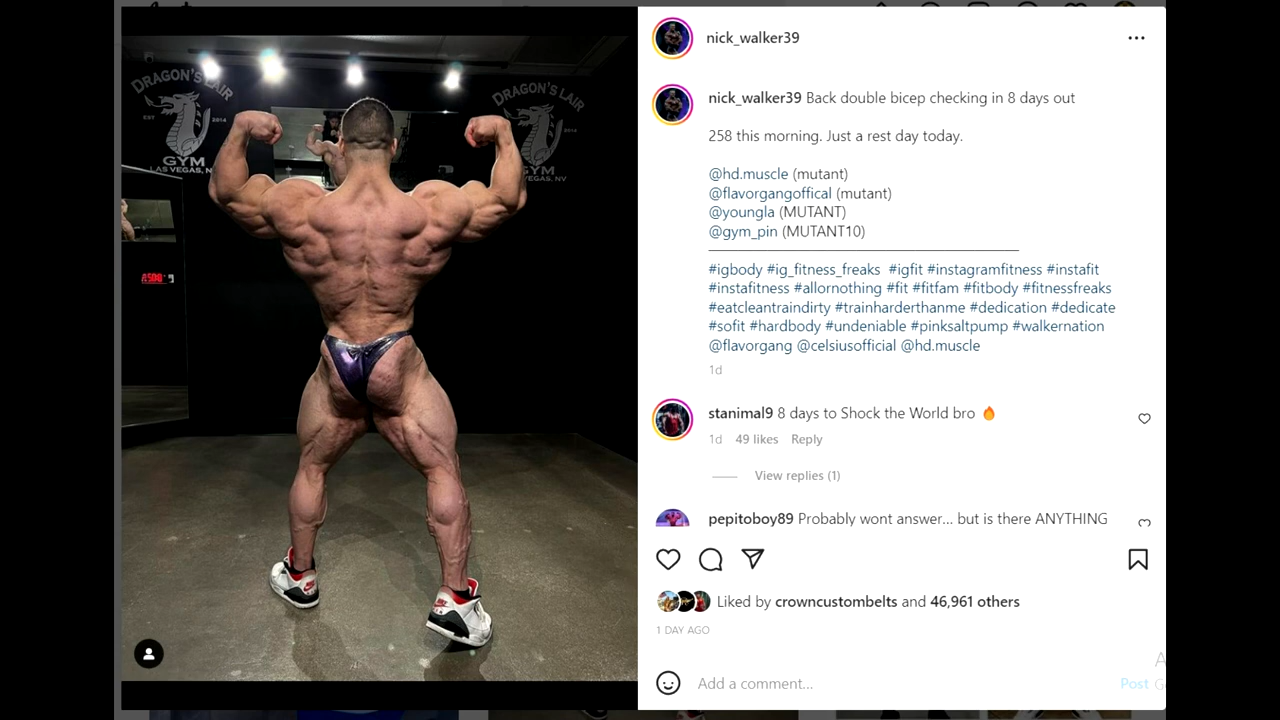 DRAGON'S LAIR
EST 2014
GYM
LAS VEGAS, NV
DRAGON'S LAIR
2014
GYM
VEGAS, NV
nick_walker39
nick_walker39 Back double bicep checking in 8 days out
258 this morning. Just a rest day today.
@hd.muscle (mutant)
@flavorgangoffical (mutant)
@youngla (MUTANT)
@gym_pin (MUTANT10)
#igbody #ig_fitness_freaks #igfit #instagramfitness #instafit
#instafitness #allornothing #fit #fitfam #fitbody #fitnessfreaks
#eatcleantraindirty #trainharderthanme #dedication #dedicate
#sofit #hardbody #undeniable #pinksaltpump #walkernation
@flavorgang @celsiusofficial @hd.muscle
1d
stanimal9 8 days to Shock the World bro 🔥
1d 49 likes Reply
View replies (1)
pepitoboy89 Probably wont answer... but is there ANYTHING
Liked by crowncustombelts and 46,961 others
1 DAY AGO
Add a comment...
Post